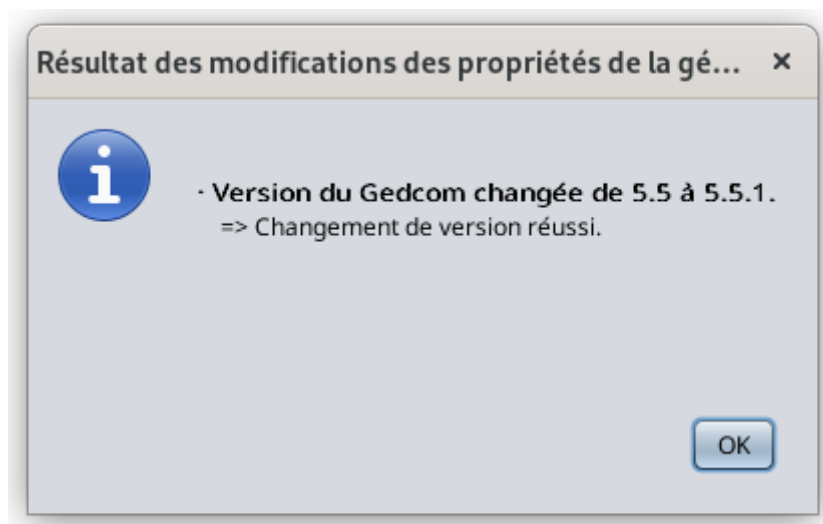 Résultat des modifications des propriétés de la gé... ×
· Version du Gedcom changée de 5.5 à 5.5.1.
=> Changement de version réussi.
OK